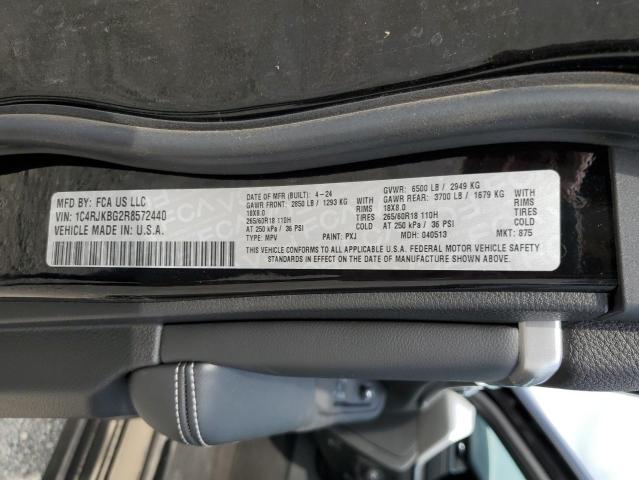 MFD BY: FCA US LLC
VIN: 1C4RJKBG2R8572440
VEHICLE MADE IN: U.S.A.
DATE OF MFR (BUILT): 4-24
GAWR FRONT: 2850 LB / 1293 KG WITH
18X8.0 RIMS
265/60R18 110H
AT 250 kPa / 36 PSI COLD
TYPE: MPV PAINT: PXJ
GVWR: 6500 LB / 2949 KG
GAWR REAR: 3700 LB / 1679 KG WITH
18X8.0 RIMS
265/60R18 110H
AT 250 kPa / 36 PSI COLD
MDH: 040513 MKT: 875
THIS VEHICLE CONFORMS TO ALL APPLICABLE U.S.A. FEDERAL MOTOR VEHICLE SAFETY
STANDARDS IN EFFECT ON THE DATE OF MANUFACTURE SHOWN ABOVE.